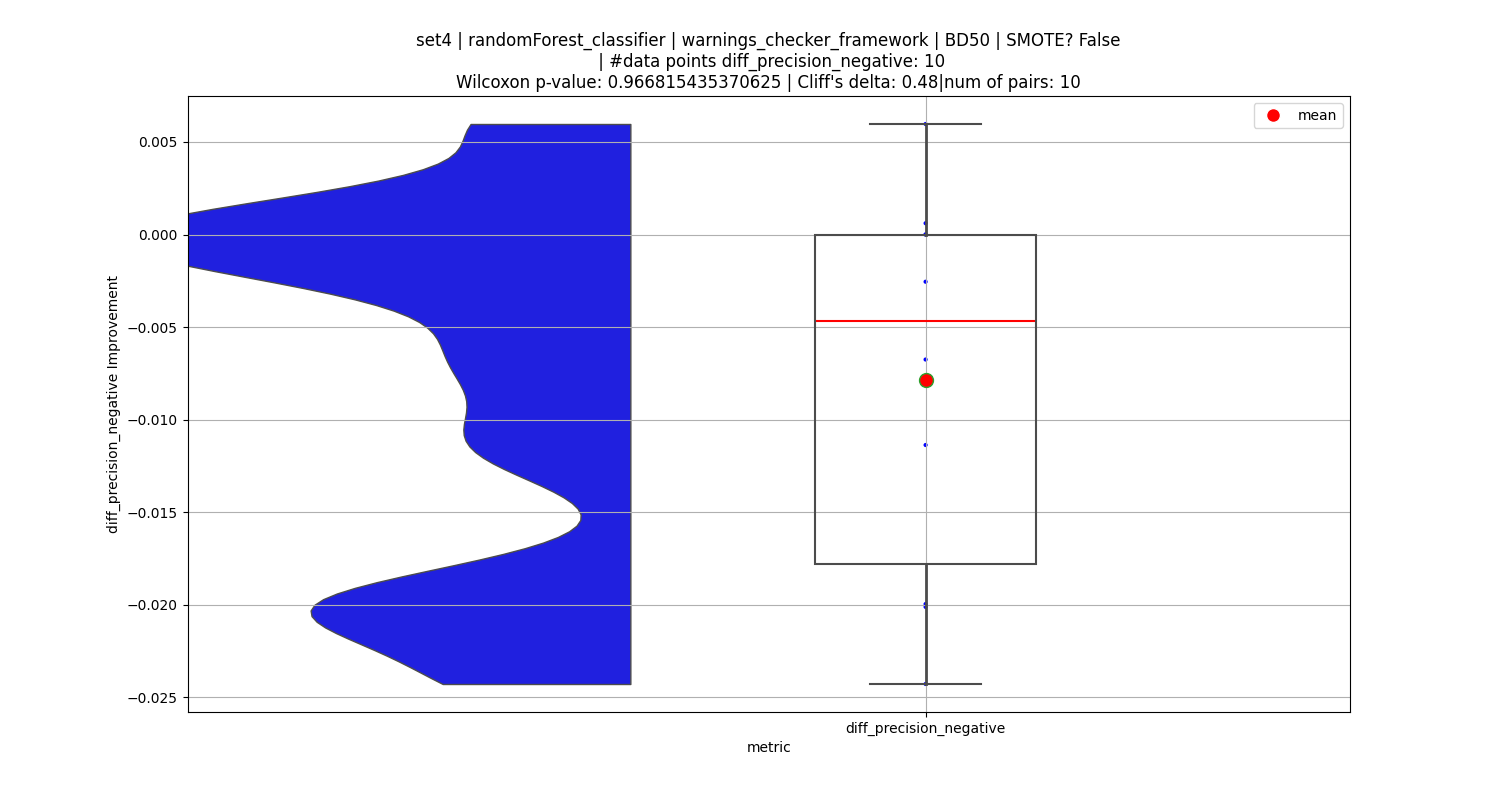 set4 | randomForest_classifier | warnings_checker_framework | BD50 | SMOTE? False
| #data points diff_precision_negative: 10
Wilcoxon p-value: 0.966815435370625 | Cliff's delta: 0.48|num of pairs: 10
mean
0.005
0.000
−0.005
−0.010
−0.015
−0.020
−0.025
diff_precision_negative Improvement
diff_precision_negative
metric